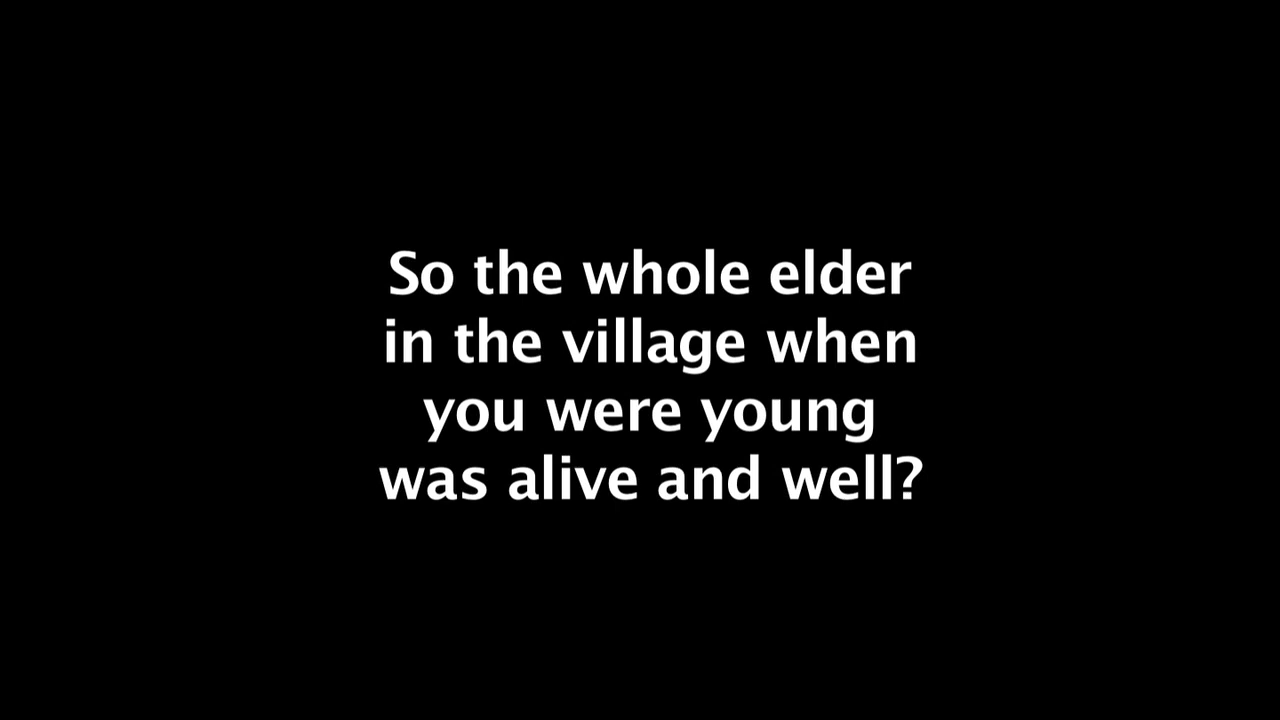 So the whole elder
in the village when
you were young
was alive and well?